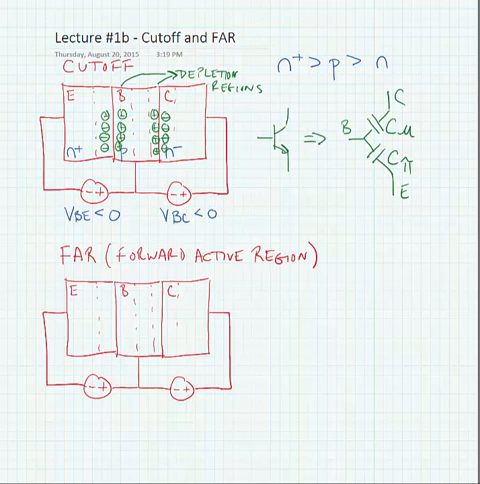 Lecture #1b - Cutoff and FAR
Thursday, August 20, 2015 3:19 PM
CUTOFF
n+ > p > n
DEPLETION
REGIONS
E B C
n+ p n-
VBE < 0 VBC < 0
C
B Cμ
Cπ
E
FAR (FORWARD ACTIVE REGION)
E B C